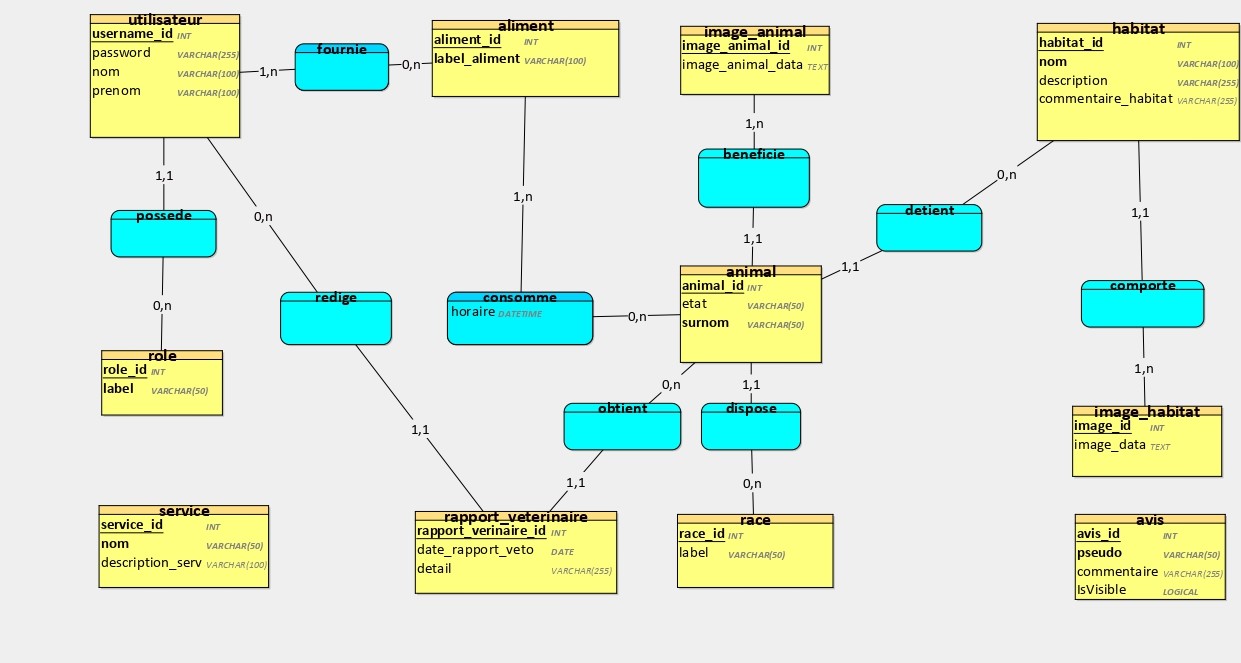 utilisateur
username_id INT
password VARCHAR(255)
nom VARCHAR(100)
prenom VARCHAR(100)
1,n
fournie
0,n
aliment
aliment_id INT
label_aliment VARCHAR(100)
image_animal
image_animal_id INT
image_animal_data TEXT
habitat
habitat_id INT
nom VARCHAR(100)
description VARCHAR(255)
commentaire_habitat VARCHAR(255)
1,1
0,n
1,n
1,n
0,n
1,1
possede
beneficie
detient
1,1
1,1
0,n
redige
consomme
horaire DATETIME
0,n
animal
animal_id INT
etat VARCHAR(50)
surnom VARCHAR(50)
comporte
role
role_id INT
label VARCHAR(50)
1,1
0,n
1,1
1,n
obtient
dispose
image_habitat
image_id INT
image_data TEXT
1,1
0,n
service
service_id INT
nom VARCHAR(50)
description_serv VARCHAR(100)
rapport_veterinaire
rapport_verinaire_id INT
date_rapport_veto DATE
detail VARCHAR(255)
race
race_id INT
label VARCHAR(50)
avis
avis_id INT
pseudo VARCHAR(50)
commentaire VARCHAR(255)
IsVisible LOGICAL